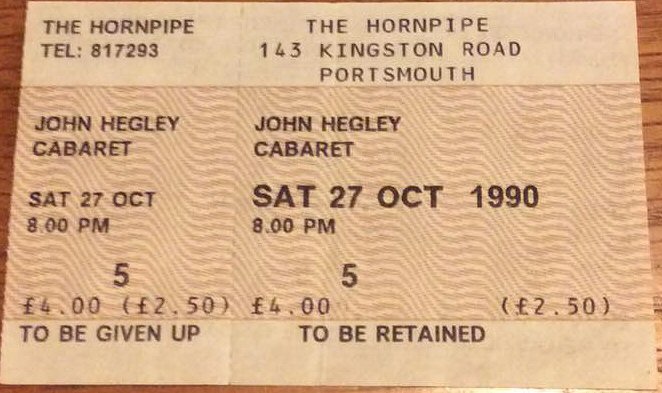 THE HORNPIPE
TEL: 817293
JOHN HEGLEY
CABARET
SAT 27 OCT
8.00 PM
5
£4.00 (£2.50)
TO BE GIVEN UP
THE HORNPIPE
143 KINGSTON ROAD
PORTSMOUTH
JOHN HEGLEY
CABARET
SAT 27 OCT 1990
8.00 PM
5
£4.00 (£2.50)
TO BE RETAINED